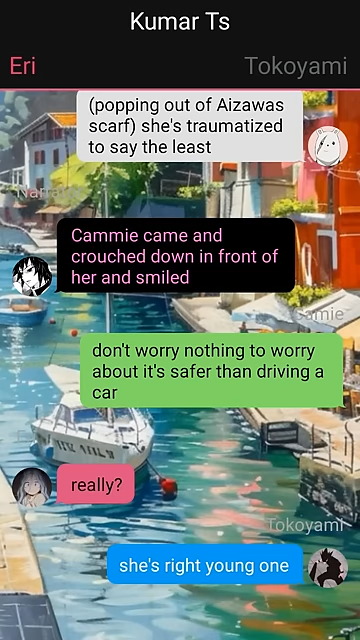 Kumar Ts
Eri
Tokoyami
(popping out of Aizawas
scarf) she's traumatized
to say the least
Cammie came and
crouched down in front of
her and smiled
don't worry nothing to worry
about it's safer than driving a
car
really?
Tokoyami
she's right young one